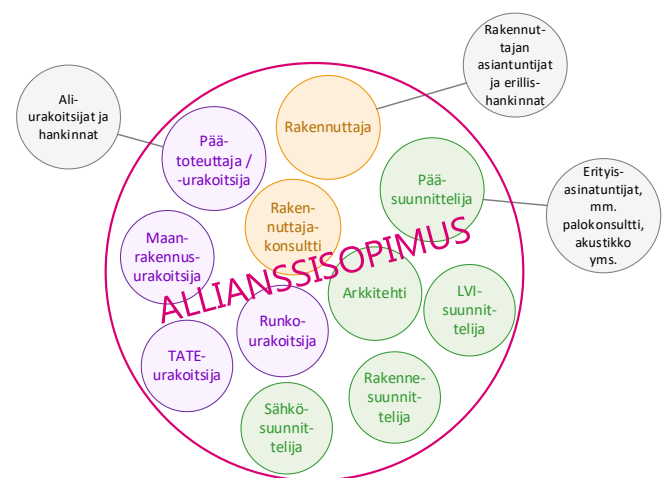 Rakennut-
tajan
asiantuntijat
ja erillis-
hankinnat
Ali-
urakoitsijat ja
hankinnat
Pää-
toteuttaja /
-urakoitsija
Rakennuttaja
Pää-
suunnittelija
Erityis-
asinatuntijat,
mm.
palokonsultti,
akustikko
yms.
Raken-
nuttaja-
konsultti
Maan-
rakennus-
urakoitsija
ALLIANSSISOPIMUS
Arkkitehti
LVI-
suunnit-
telija
Runko-
urakoitsija
TATE-
urakoitsija
Rakenne-
suunnit-
telija
Sähkö-
suunnit-
telija